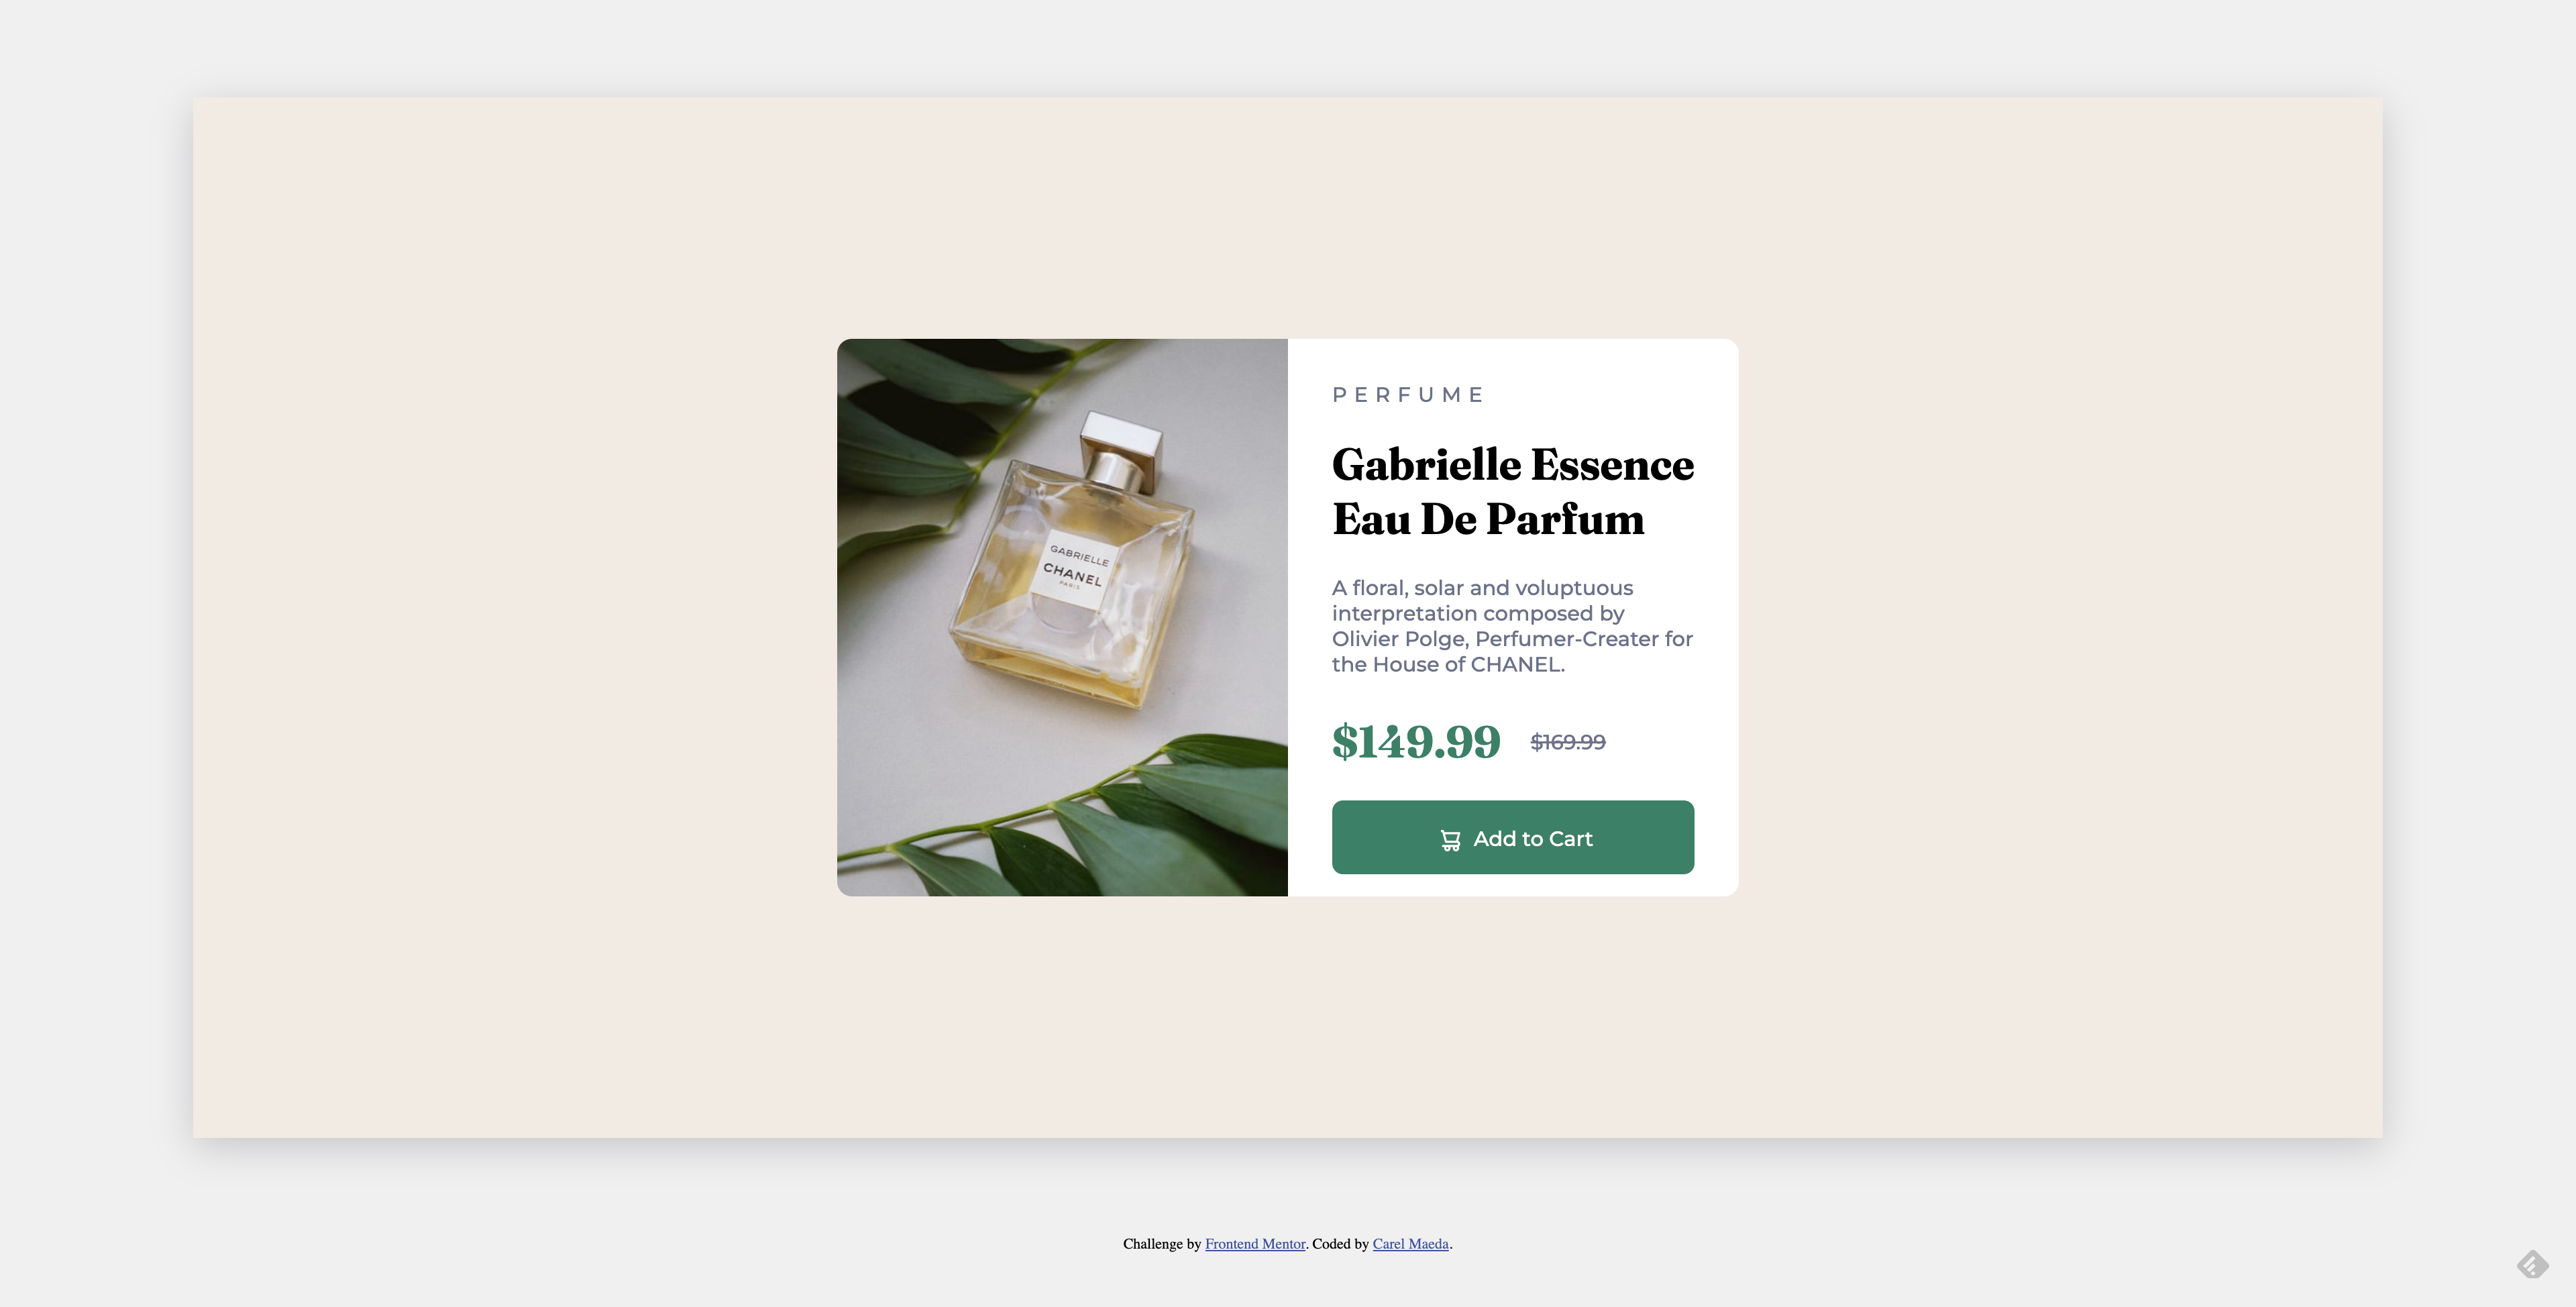 PERFUME
Gabrielle Essence
Eau De Parfum
A floral, solar and voluptuous
interpretation composed by
Olivier Polge, Perfumer-Creater for
the House of CHANEL.
$149.99 $169.99
Add to Cart
GABRIELLE
CHANEL
PARIS
Challenge by Frontend Mentor. Coded by Carel Maeda.